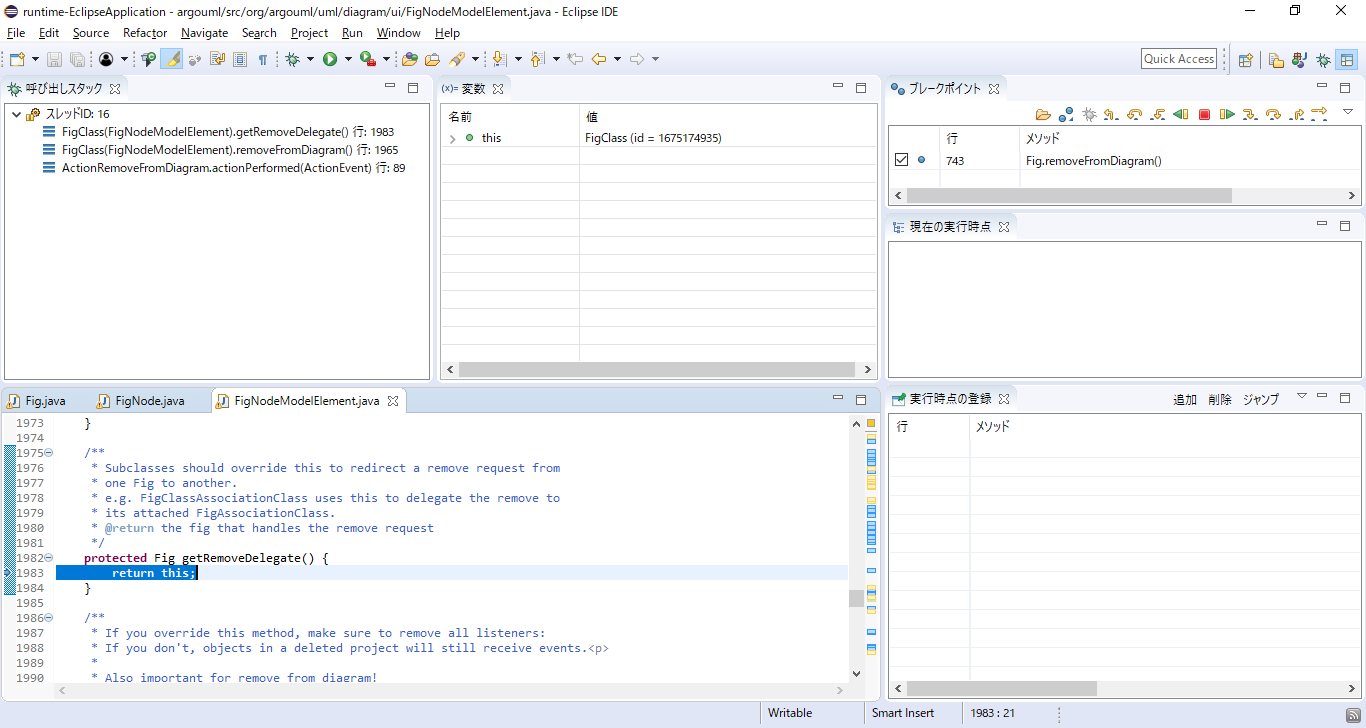 runtime-EclipseApplication - argouml/src/org/argouml/uml/diagram/ui/FigNodeModelElement.java - Eclipse IDE
File Edit Source Refactor Navigate Search Project Run Window Help
Quick Access
呼び出しスタック
スレッドID: 16
FigClass(FigNodeModelElement).getRemoveDelegate() 行: 1983
FigClass(FigNodeModelElement).removeFromDiagram() 行: 1965
ActionRemoveFromDiagram.actionPerformed(ActionEvent) 行: 89
(x)= 変数
名前 値
this FigClass (id = 1675174935)
ブレークポイント
行 メソッド
743 Fig.removeFromDiagram()
現在の実行時点
Fig.java FigNode.java FigNodeModelElement.java
1973 }
1974
1975 /**
1976 * Subclasses should override this to redirect a remove request from
1977 * one Fig to another.
1978 * e.g. FigClassAssociationClass uses this to delegate the remove to
1979 * its attached FigAssociationClass.
1980 * @return the fig that handles the remove request
1981 */
1982 protected Fig getRemoveDelegate() {
1983 return this;
1984 }
1985
1986 /**
1987 * If you override this method, make sure to remove all listeners:
1988 * If you don't, objects in a deleted project will still receive events.<p>
1989 *
1990 * Also important for remove from diagram!
実行時点の登録 追加 削除 ジャンプ
行 メソッド
Writable Smart Insert 1983 : 21